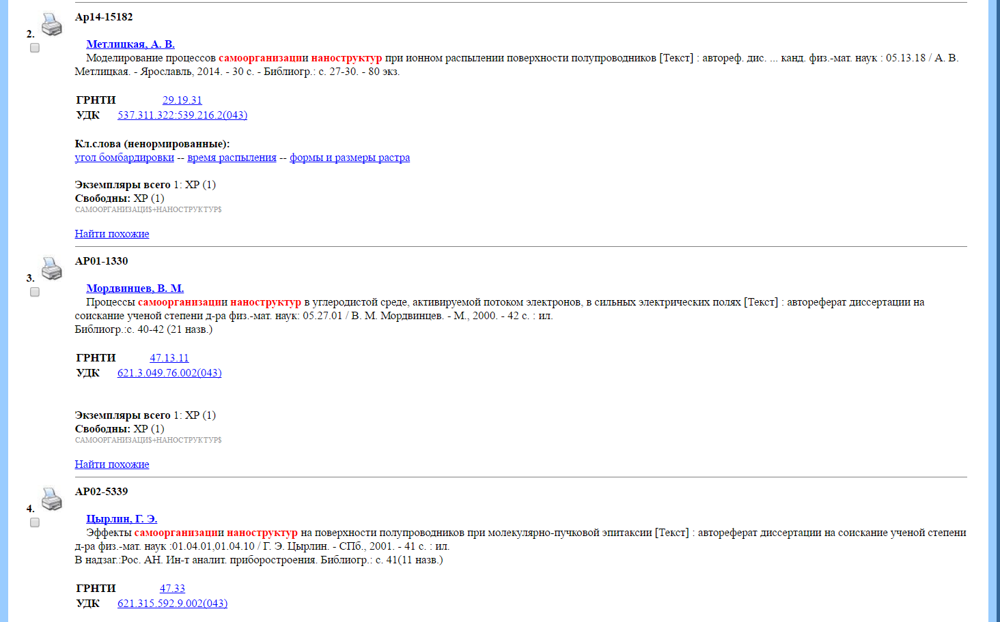 Ар14-15182
2.
Метлицкая, А. В.
Моделирование процессов самоорганизации наноструктур при ионном распылении поверхности полупроводников [Текст] : автореф. дис. ... канд. физ.-мат. наук : 05.13.18 / А. В.
Метлицкая. - Ярославль, 2014. - 30 с. - Библиогр.: с. 27-30. - 80 экз.
ГРНТИ 29.19.31
УДК 537.311.322:539.216.2(043)
Кл.слова (ненормированные):
угол бомбардировки -- время распыления -- формы и размеры растра
Экземпляры всего 1: ХР (1)
Свободны: ХР (1)
САМООРГАНИЗАЦИ$+НАНОСТРУКТУР$
Найти похожие
АР01-1330
3.
Мордвинцев, В. М.
Процессы самоорганизации наноструктур в углеродистой среде, активируемой потоком электронов, в сильных электрических полях [Текст] : автореферат диссертации на
соискание ученой степени д-ра физ.-мат. наук: 05.27.01 / В. М. Мордвинцев. - М., 2000. - 42 с. : ил.
Библиогр.:с. 40-42 (21 назв.)
ГРНТИ 47.13.11
УДК 621.3.049.76.002(043)
Экземпляры всего 1: ХР (1)
Свободны: ХР (1)
САМООРГАНИЗАЦИ$+НАНОСТРУКТУР$
Найти похожие
АР02-5339
4.
Цырлин, Г. Э.
Эффекты самоорганизации наноструктур на поверхности полупроводников при молекулярно-пучковой эпитаксии [Текст] : автореферат диссертации на соискание ученой степени
д-ра физ.-мат. наук :01.04.01,01.04.10 / Г. Э. Цырлин. - СПб., 2001. - 41 с. : ил.
В надзаг.:Рос. АН. Ин-т аналит. приборостроения. Библиогр.: с. 41(11 назв.)
ГРНТИ 47.33
УДК 621.315.592.9.002(043)